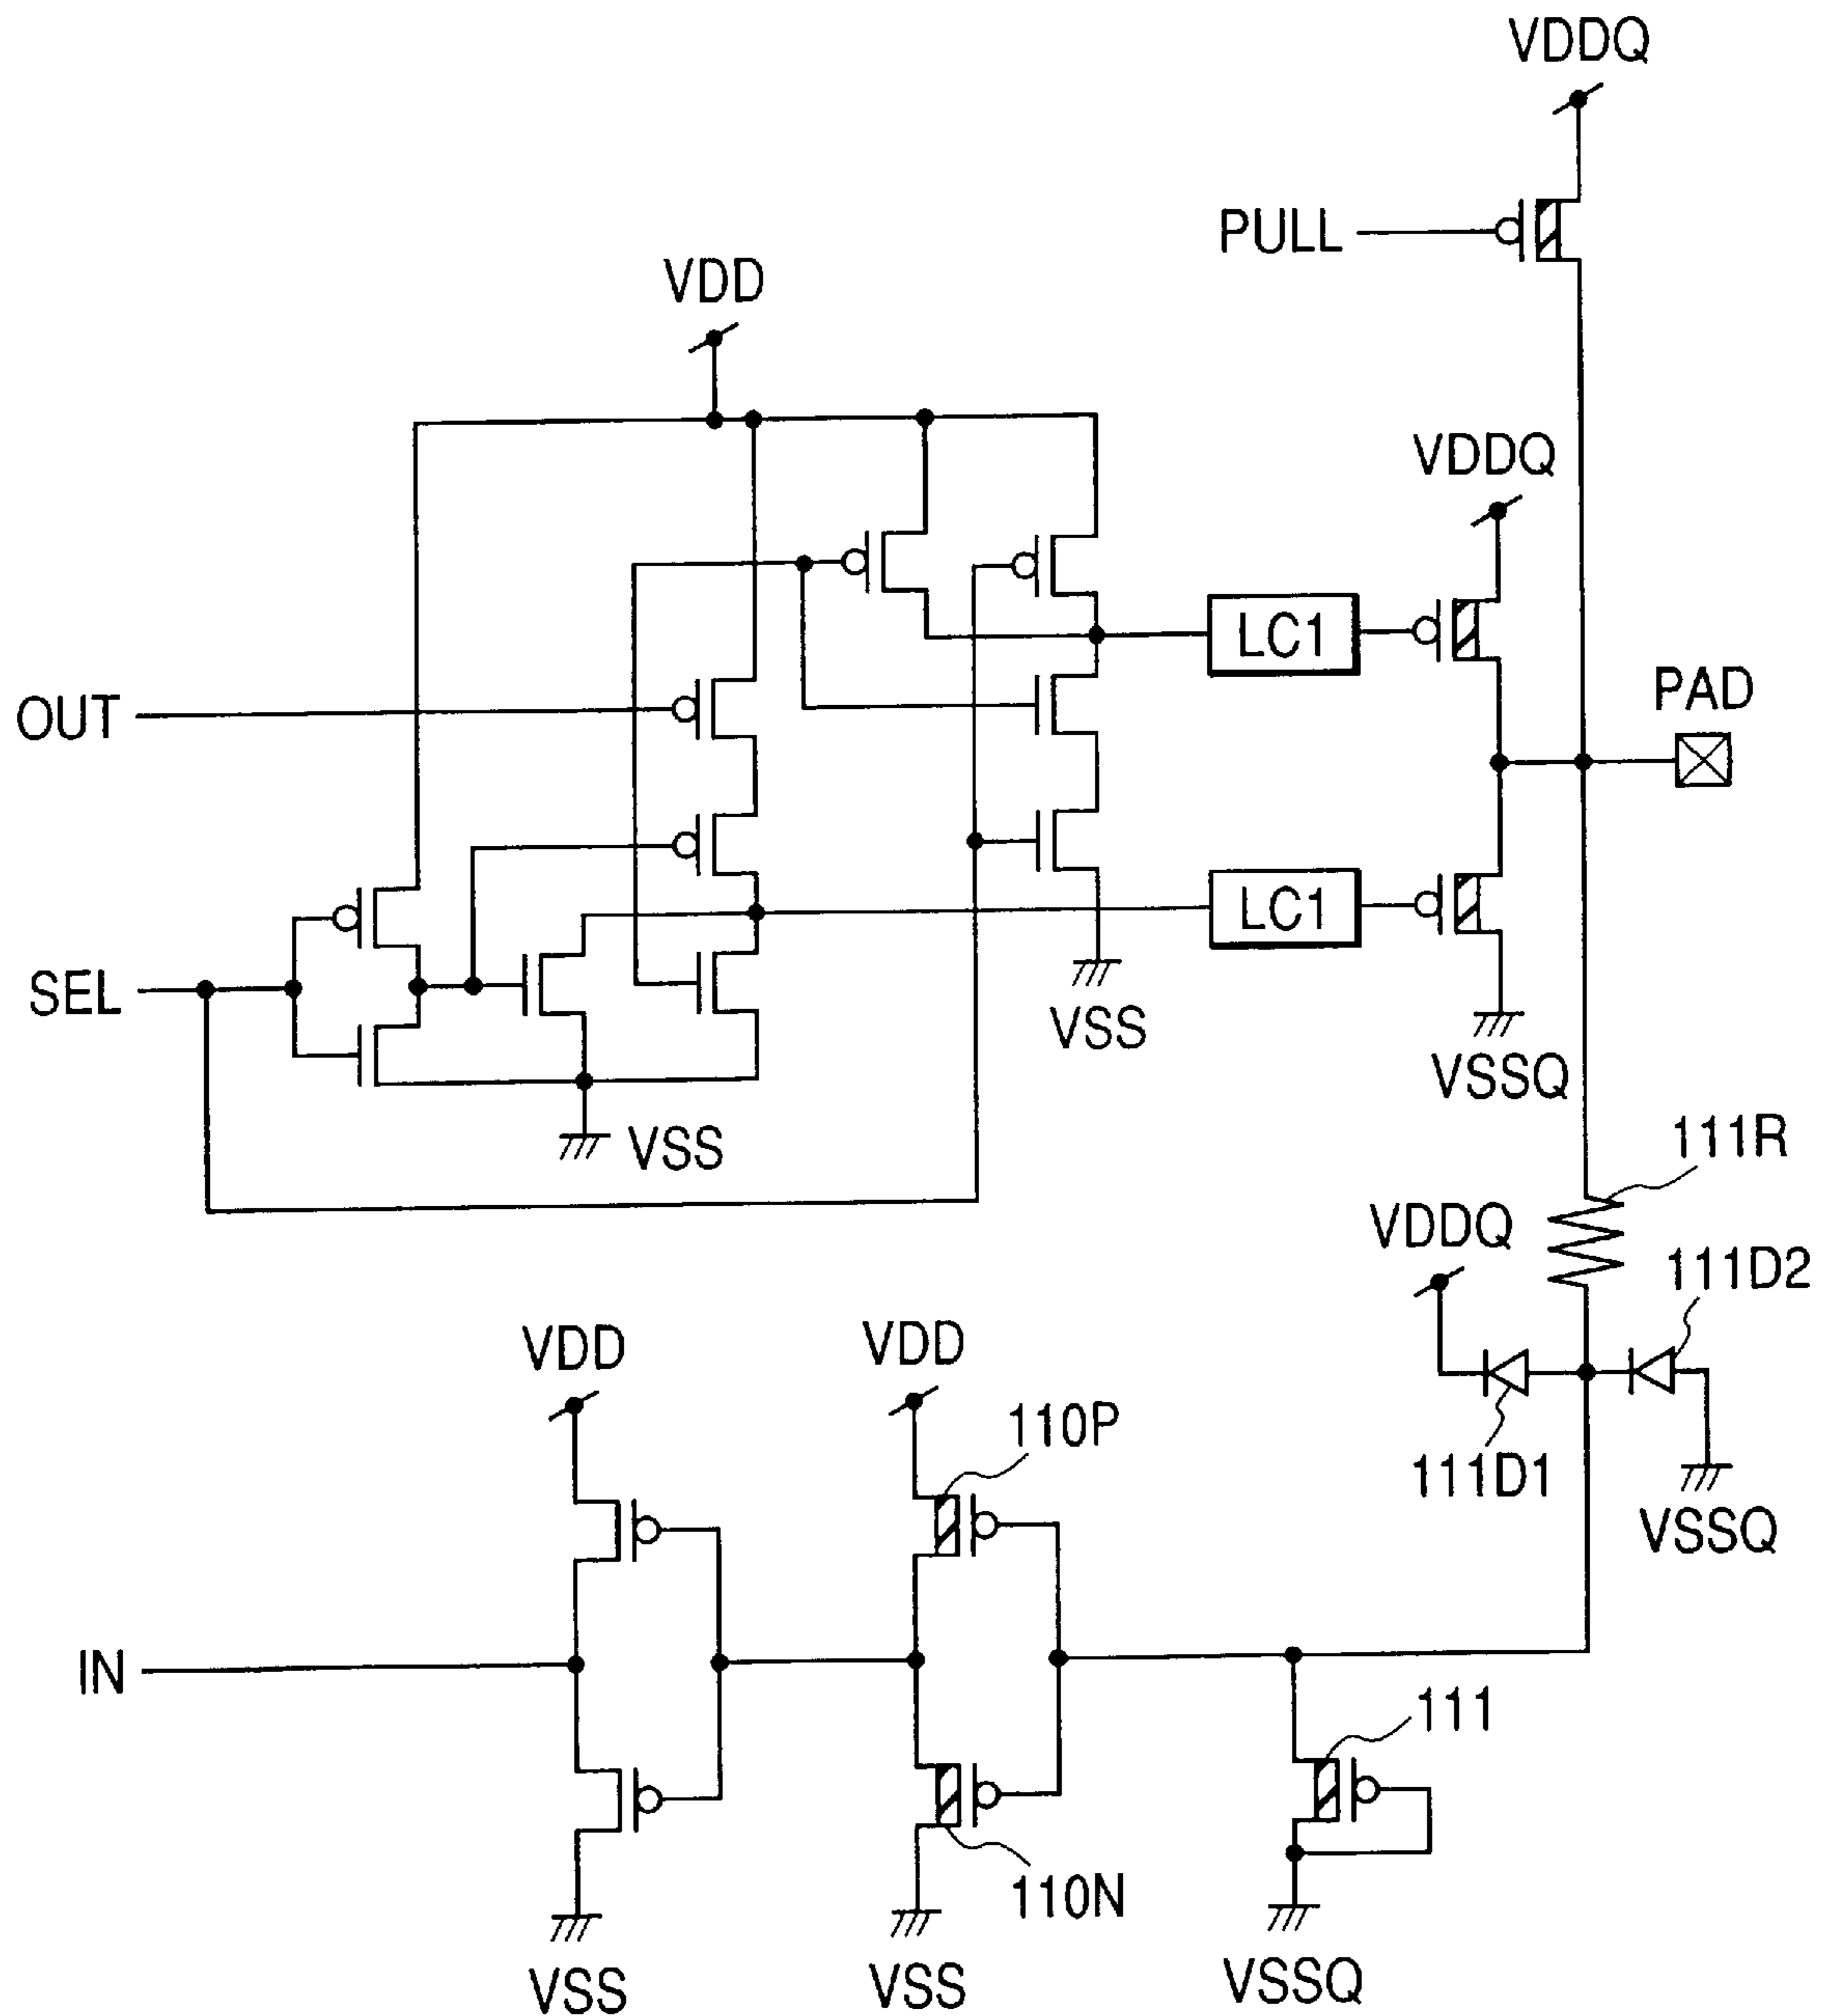 VDDQ
PULL
VDD
VDDQ
LC1
PAD
OUT
LC1
SEL
VSS
VSSQ
VSS
111R
VDDQ
111D2
VDD
VDD
110P
111D1
VSSQ
IN
111
110N
VSS
VSS
VSSQ